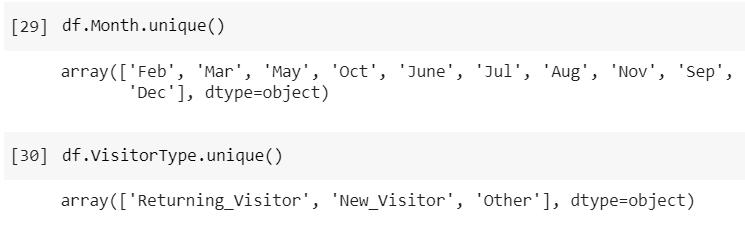 [29] df.Month.unique()
array(['Feb', 'Mar', 'May', 'Oct', 'June', 'Jul', 'Aug', 'Nov', 'Sep',
'Dec'], dtype=object)
[30] df.VisitorType.unique()
array(['Returning_Visitor', 'New_Visitor', 'Other'], dtype=object)